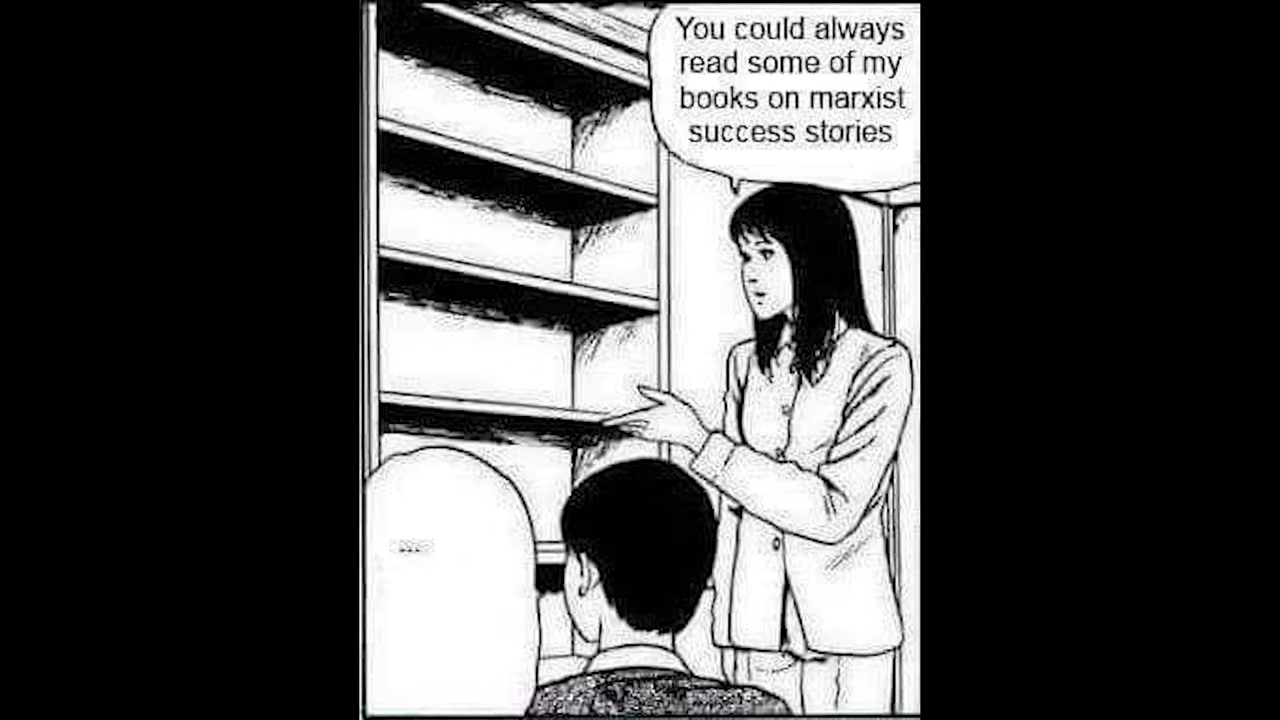 You could always
read some of my
books on marxist
success stories